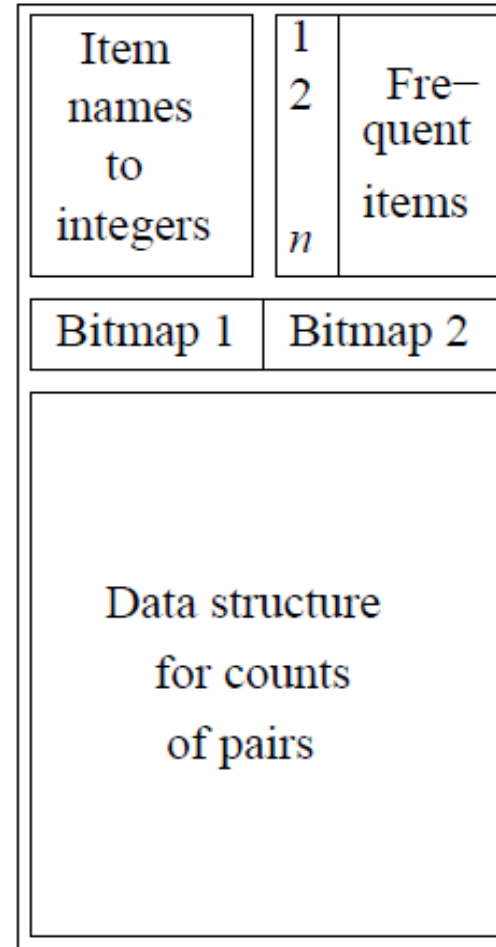 Item
names
to
integers
1
2
n
Fre–
quent
items
Bitmap 1
Bitmap 2
Data structure
for counts
of pairs